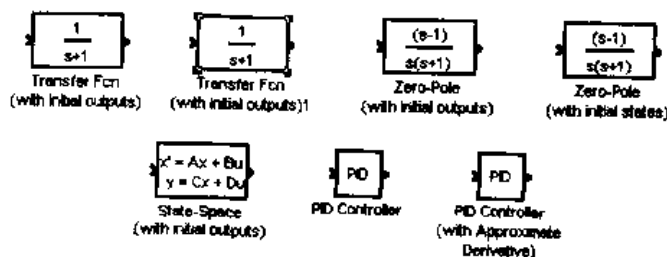 1
s+1
Transfer Fcn
(with initial outputs)
1
s+1
Transfer Fcn
(with initial outputs)1
(s-1)
s(s+1)
Zero-Pole
(with initial outputs)
(s-1)
s(s+1)
Zero-Pole
(with initial states)
x' = Ax + Bu
y = Cx + Du
State-Space
(with initial outputs)
PID
PID Controller
PID
PID Controller
(with Approximate
Derivative)